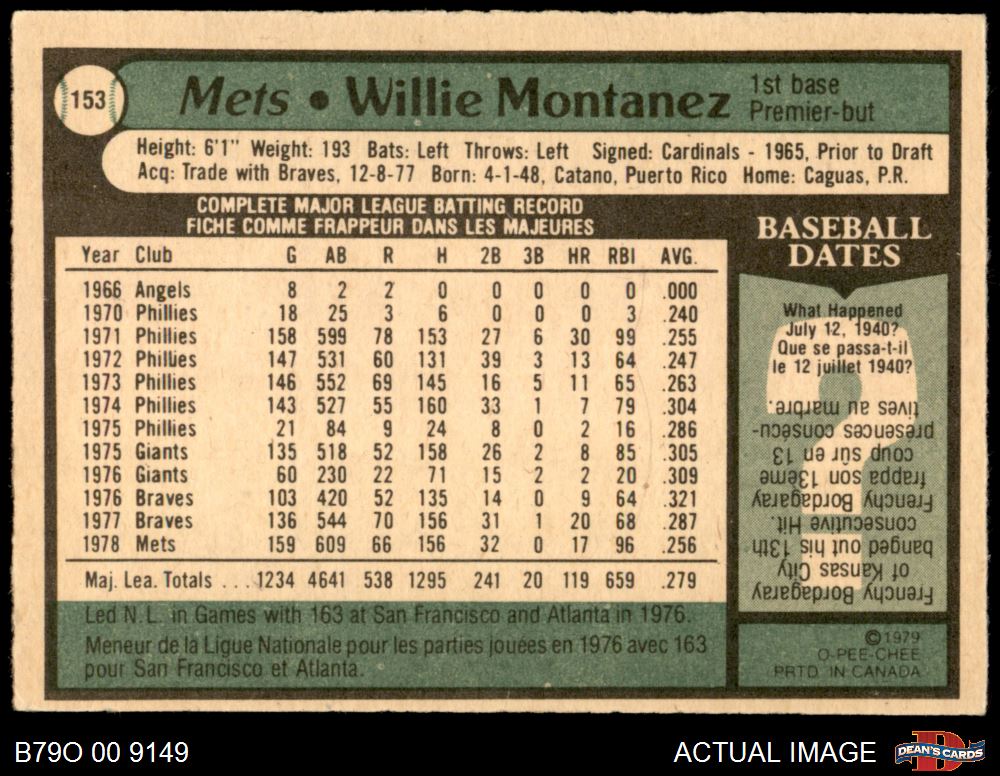 153
Mets • Willie Montanez
1st base
Premier-but
Height: 6'1" Weight: 193 Bats: Left Throws: Left Signed: Cardinals - 1965, Prior to Draft
Acq: Trade with Braves, 12-8-77 Born: 4-1-48, Catano, Puerto Rico Home: Caguas, P.R.
COMPLETE MAJOR LEAGUE BATTING RECORD
FICHE COMME FRAPPEUR DANS LES MAJEURES
Year Club G AB R H 2B 3B HR RBI AVG.
1966 Angels 8 2 2 0 0 0 0 0 .000
1970 Phillies 18 25 3 6 0 0 0 3 .240
1971 Phillies 158 599 78 153 27 6 30 99 .255
1972 Phillies 147 531 60 131 39 3 13 64 .247
1973 Phillies 146 552 69 145 16 5 11 65 .263
1974 Phillies 143 527 55 160 33 1 7 79 .304
1975 Phillies 21 84 9 24 8 0 2 16 .286
1975 Giants 135 518 52 158 26 2 8 85 .305
1976 Giants 60 230 22 71 15 2 2 20 .309
1976 Braves 103 420 52 135 14 0 9 64 .321
1977 Braves 136 544 70 156 31 1 20 68 .287
1978 Mets 159 609 66 156 32 0 17 96 .256
Maj. Lea. Totals ... 1234 4641 538 1295 241 20 119 659 .279
Led N.L. in Games with 163 at San Francisco and Atlanta in 1976.
Meneur de la Ligue Nationale pour les parties jouées en 1976 avec 163
pour San Francisco et Atlanta.
BASEBALL
DATES
What Happened
July 12, 1940?
Que se passa-t-il
le 12 juillet 1940?
Frenchy Bordagaray
of Kansas City
banged out his 13th
consecutive Hit.
Frenchy Bordagaray
frappa son 13ème
coup en sûr en 13
présences consécu-
tives au marbre.
©1979
O-PEE-CHEE
PRTD IN CANADA
B79O 00 9149
ACTUAL IMAGE
DEAN'S CARDS